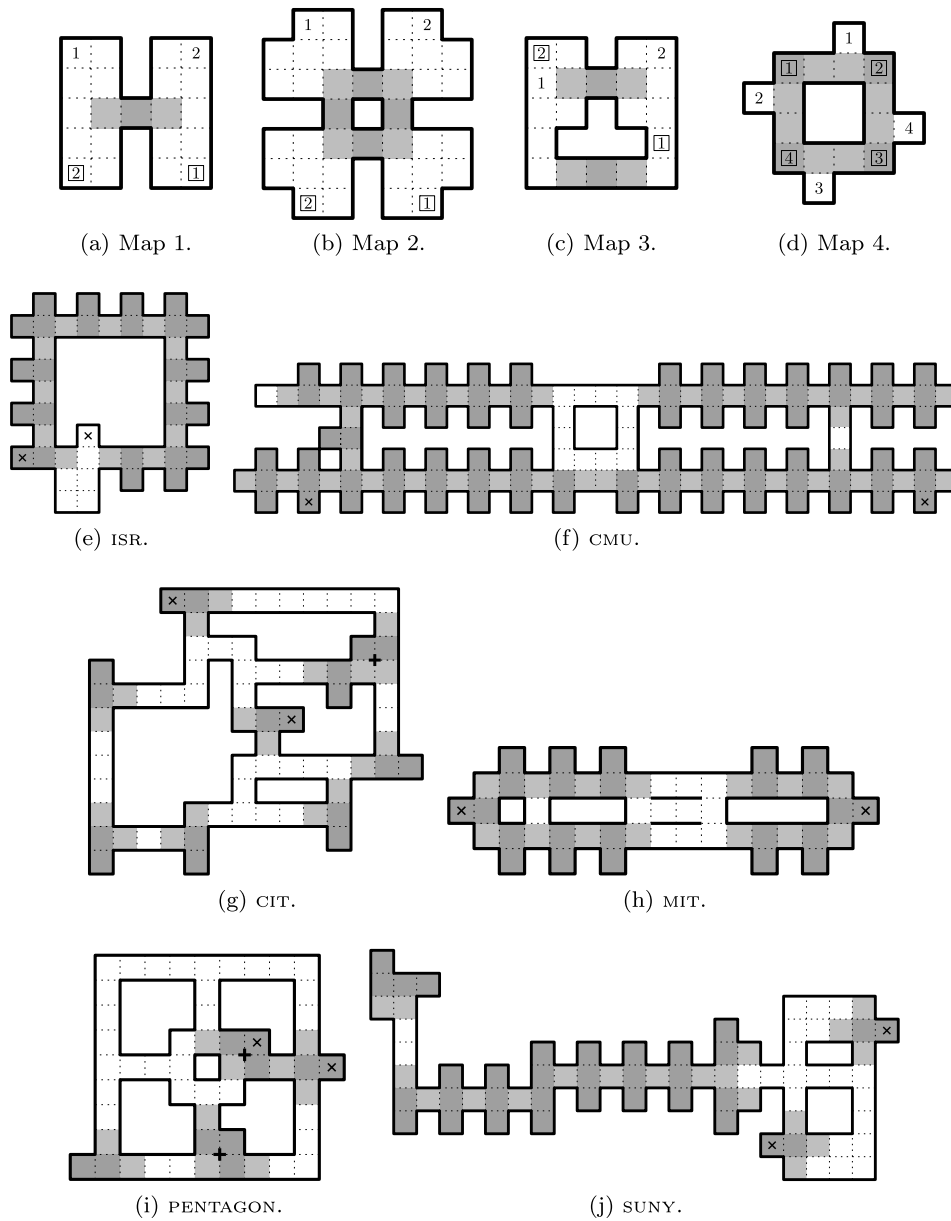 1 2 1 2 2 2 1
1 1 2
2
1 4
1
2 1 4 3
2 1 3
(a) Map 1. (b) Map 2. (c) Map 3. (d) Map 4.
×
×
× ×
(e) ISR. (f) CMU.
×
+
×
× ×
(g) CIT. (h) MIT.
×
×
+
×
×
+
(i) PENTAGON. (j) SUNY.